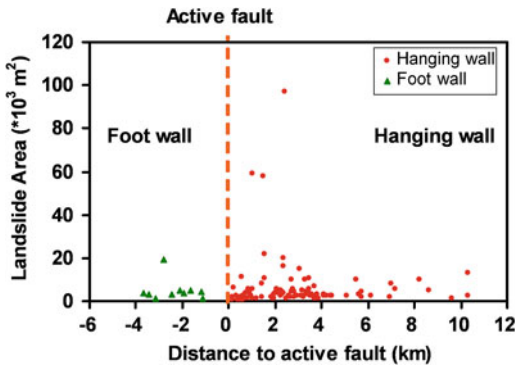 Active fault
120
100
80
60
40
20
0
Landslide Area (*10³ m²)
Hanging wall
Foot wall
Foot wall
Hanging wall
-6 -4 -2 0 2 4 6 8 10 12
Distance to active fault (km)